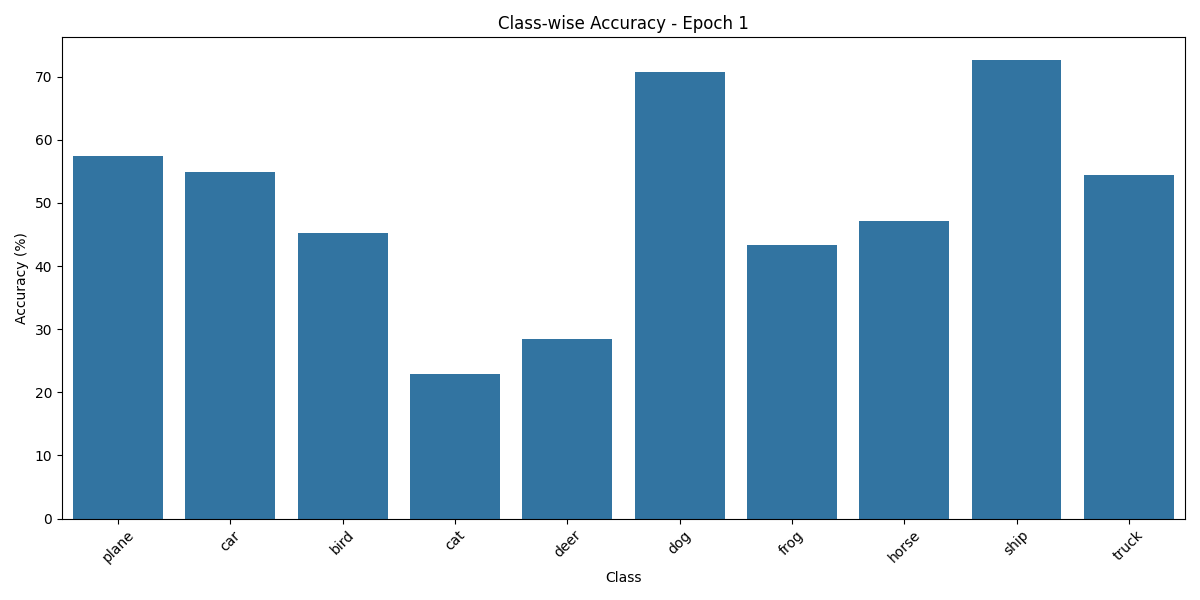 Class-wise Accuracy - Epoch 1
Accuracy (%)
70
60
50
40
30
20
10
0
plane
car
bird
cat
deer
dog
frog
horse
ship
truck
Class